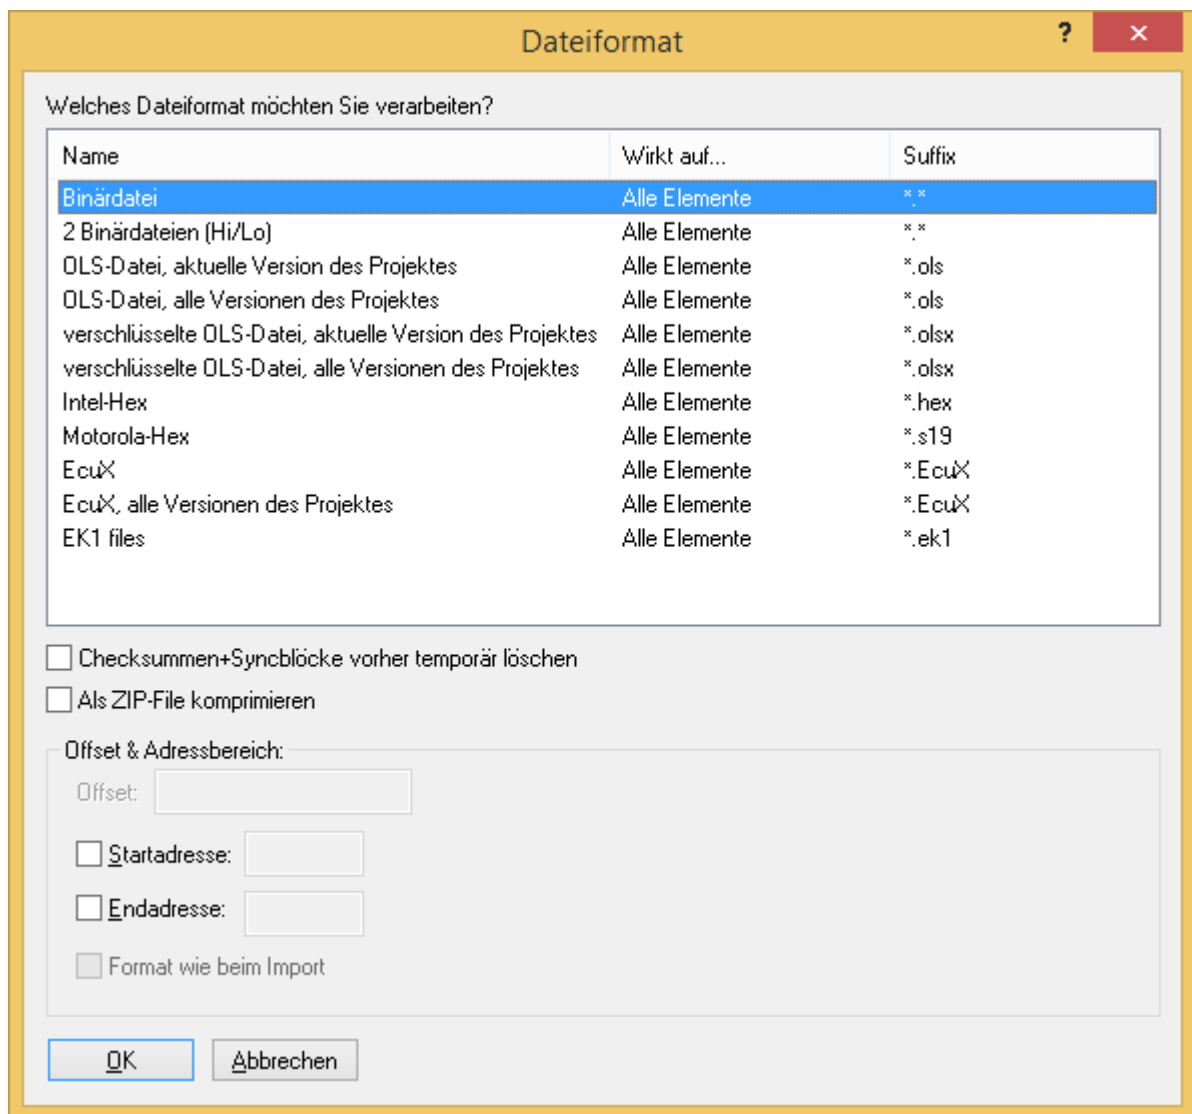 Dateiformat ?
Welches Dateiformat möchten Sie verarbeiten?
Name Wirkt auf... Suffix
Binärdatei Alle Elemente *.*
2 Binärdateien (Hi/Lo) Alle Elemente *.*
OLS-Datei, aktuelle Version des Projektes Alle Elemente *.ols
OLS-Datei, alle Versionen des Projektes Alle Elemente *.ols
verschlüsselte OLS-Datei, aktuelle Version des Projektes Alle Elemente *.olsx
verschlüsselte OLS-Datei, alle Versionen des Projektes Alle Elemente *.olsx
Intel-Hex Alle Elemente *.hex
Motorola-Hex Alle Elemente *.s19
EcuX Alle Elemente *.EcuX
EcuX, alle Versionen des Projektes Alle Elemente *.EcuX
EK1 files Alle Elemente *.ek1
Checksummen+Syncblöcke vorher temporär löschen
Als ZIP-File komprimieren
Offset & Adressbereich:
Offset:
Startadresse:
Endadresse:
Format wie beim Import
OK Abbrechen